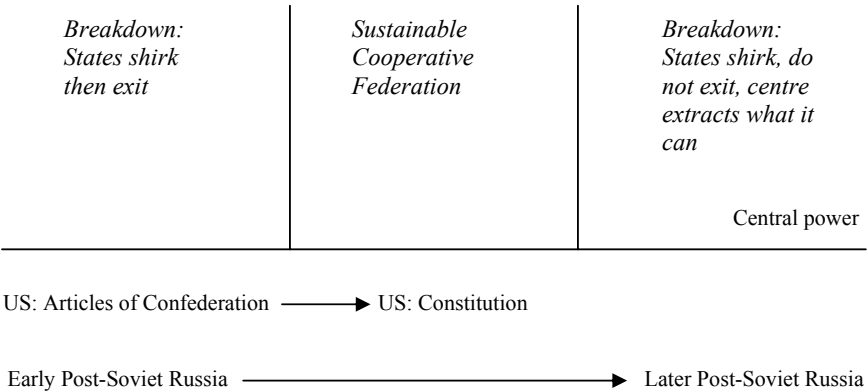 Breakdown:
States shirk
then exit
Sustainable
Cooperative
Federation
Breakdown:
States shirk, do
not exit, centre
extracts what it
can
Central power
US: Articles of Confederation
US: Constitution
Early Post-Soviet Russia
Later Post-Soviet Russia